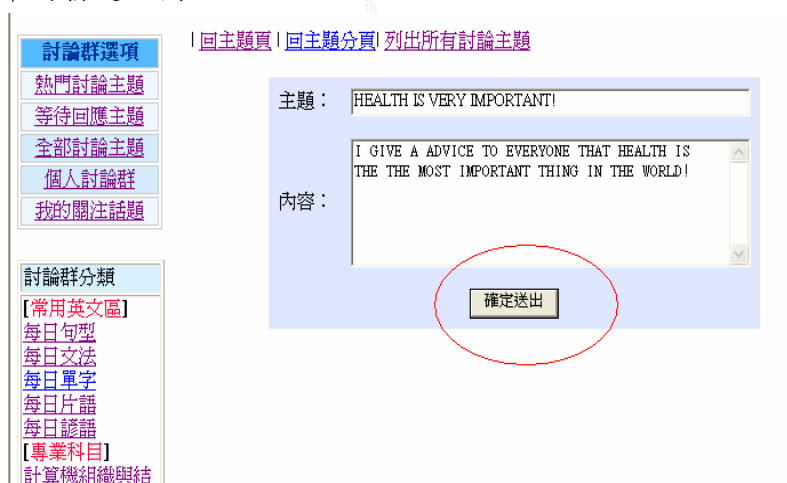 |回主題頁|回主題分頁|列出所有討論主題
討論群選項
熱門討論主題
等待回應主題
全部討論主題
個人討論群
我的關注話題
主題：
HEALTH IS VERY IMPORTANT!
內容：
I GIVE A ADVICE TO EVERYONE THAT HEALTH IS
THE THE MOST IMPORTANT THING IN THE WORLD!
確定送出
討論群分類
[常用英文區]
每日句型
每日文法
每日單字
每日片語
每日諺語
[專業科目]
計算機組織與結